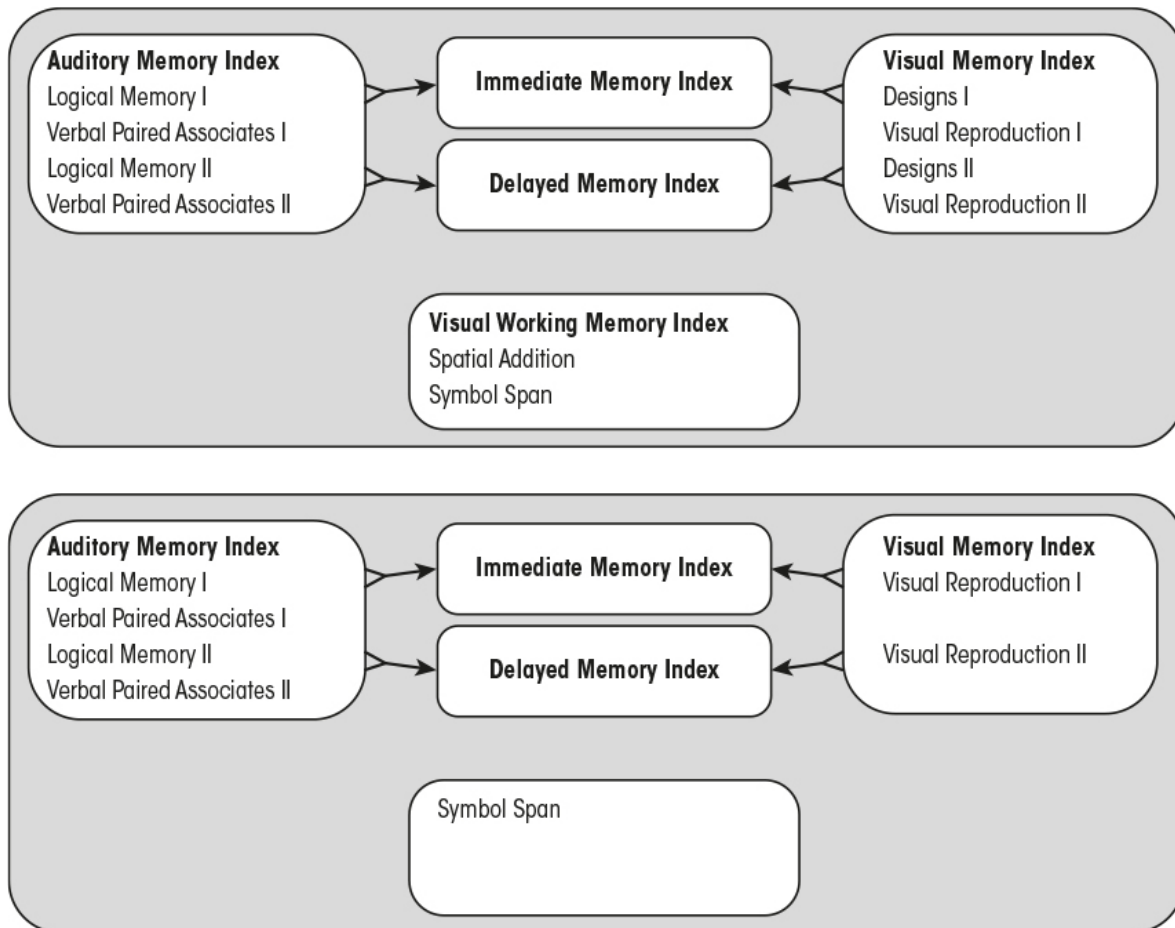 Auditory Memory Index
Logical Memory I
Verbal Paired Associates I
Logical Memory II
Verbal Paired Associates II
Immediate Memory Index
Delayed Memory Index
Visual Memory Index
Designs I
Visual Reproduction I
Designs II
Visual Reproduction II
Visual Working Memory Index
Spatial Addition
Symbol Span
Auditory Memory Index
Logical Memory I
Verbal Paired Associates I
Logical Memory II
Verbal Paired Associates II
Immediate Memory Index
Delayed Memory Index
Visual Memory Index
Visual Reproduction I
Visual Reproduction II
Symbol Span